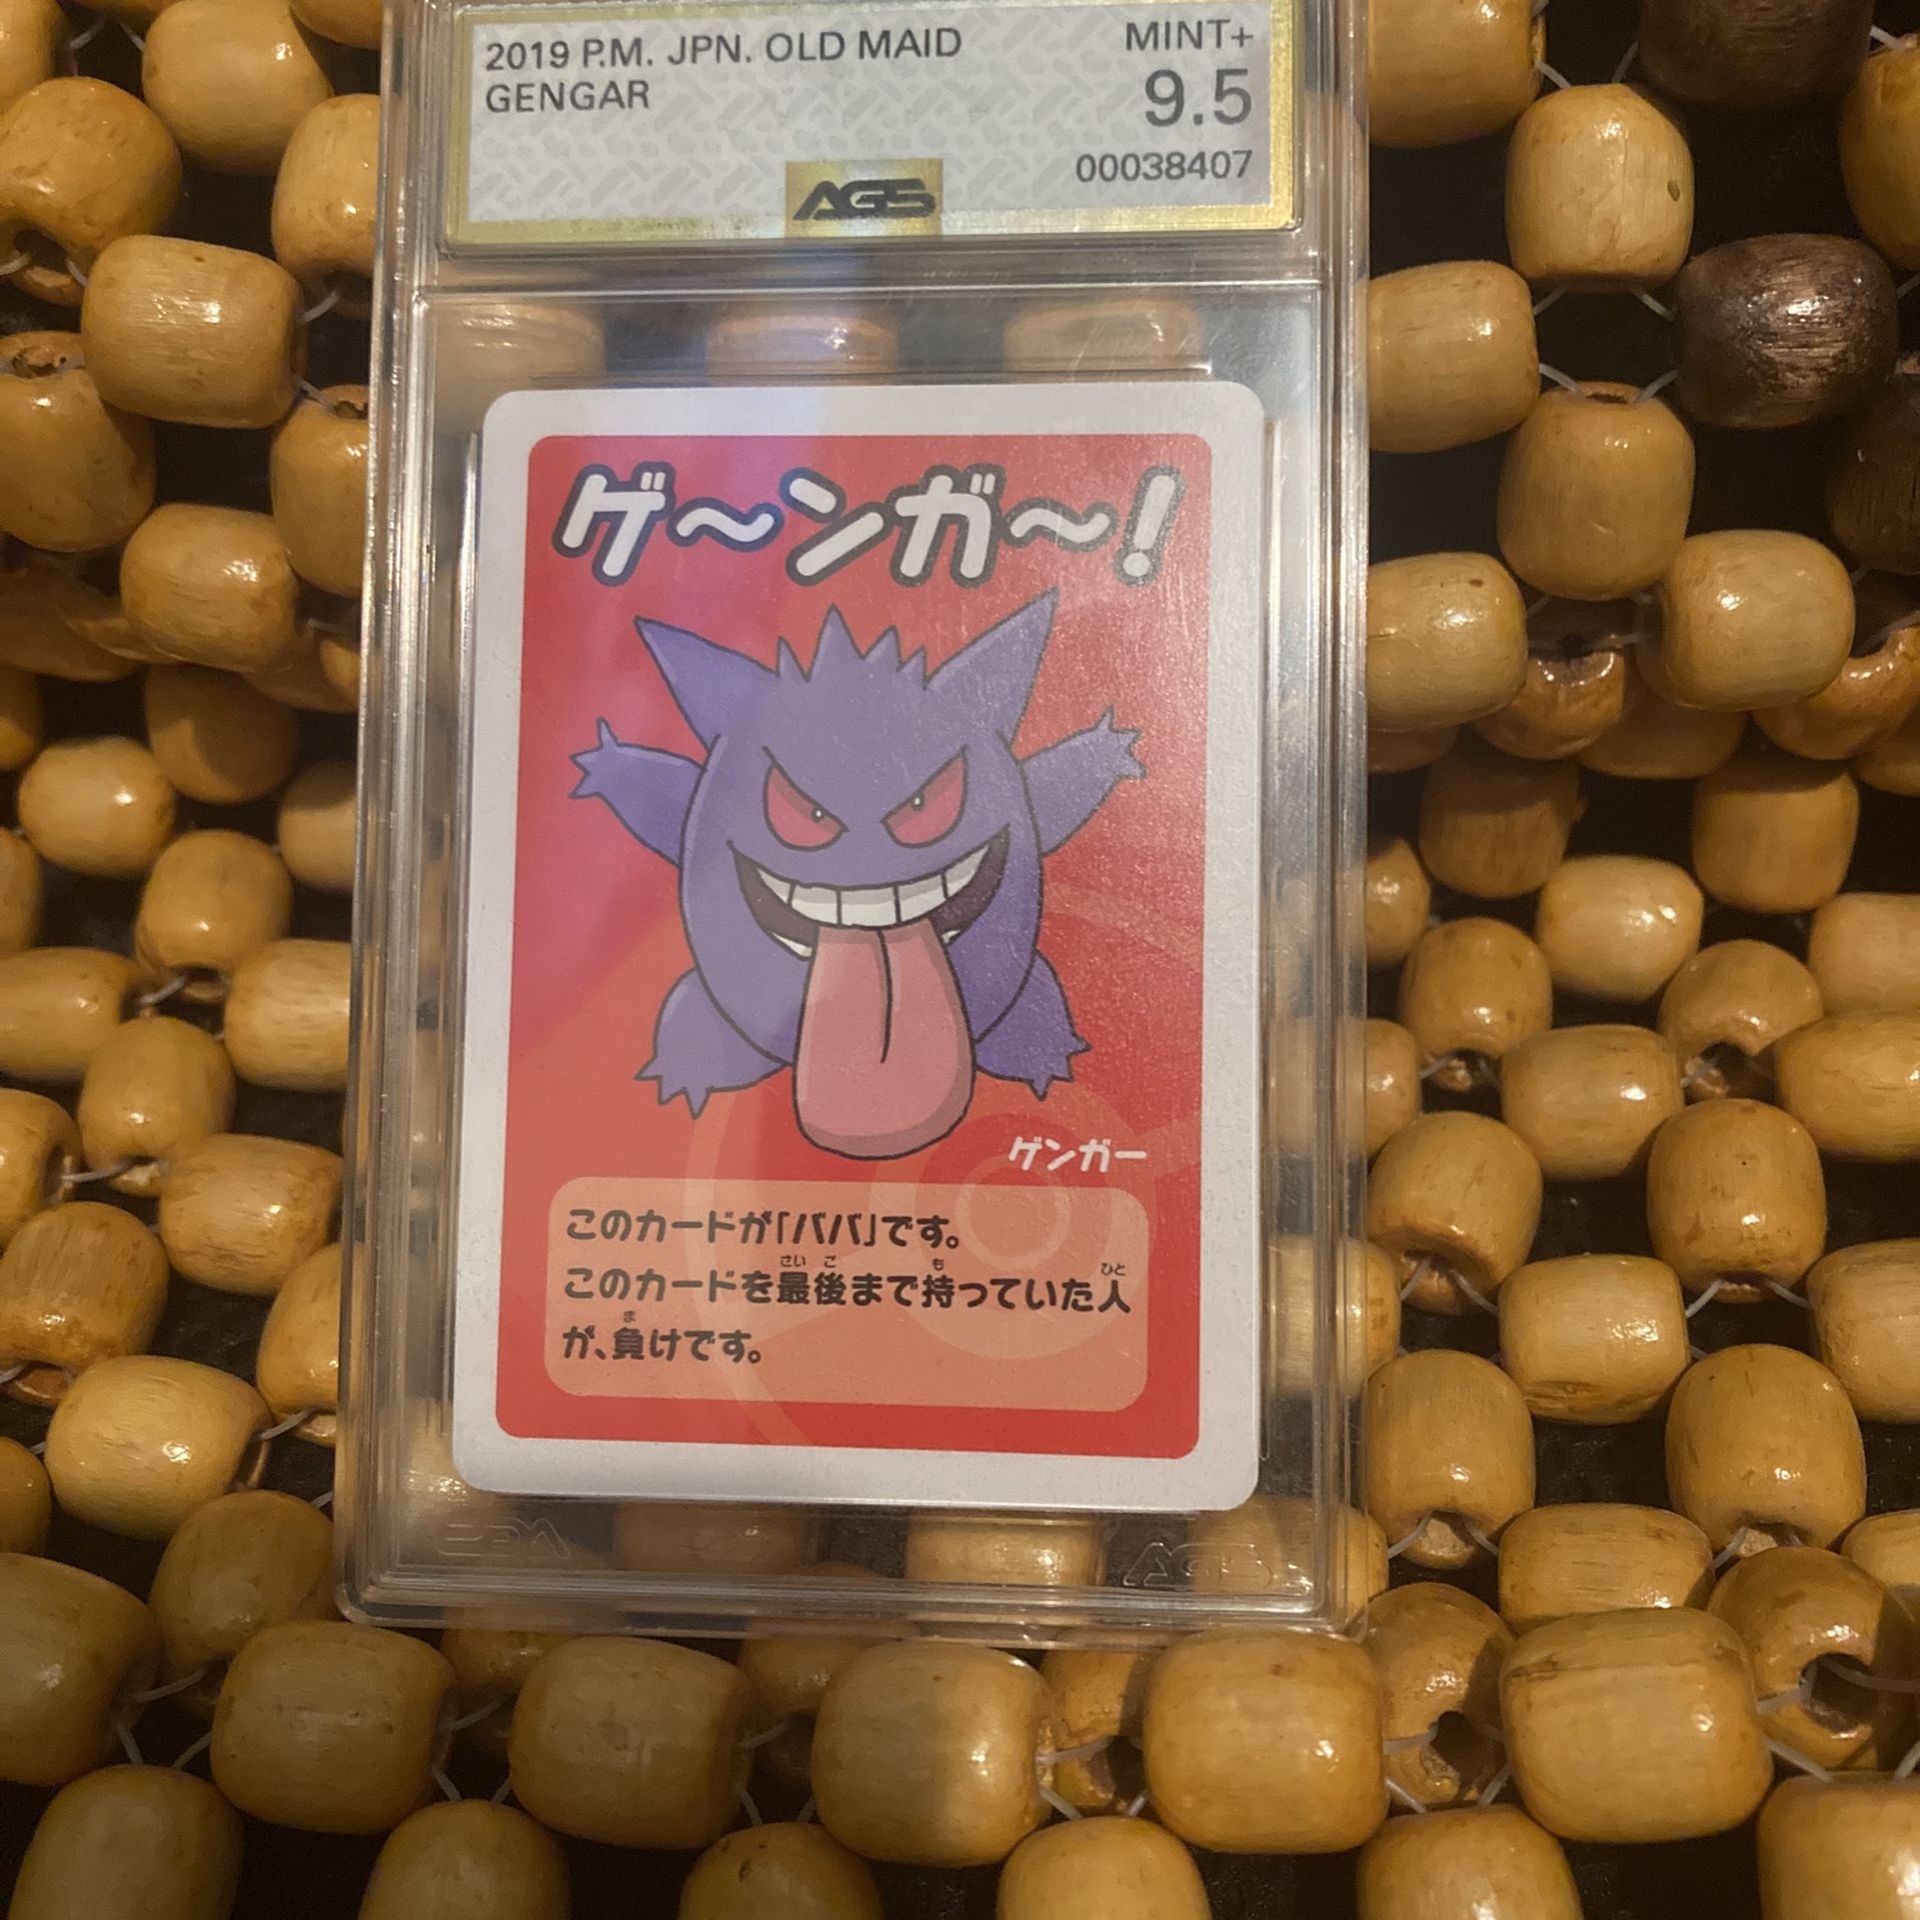 2019 P.M. JPN. OLD MAID MINT+
GENGAR 9.5
00038407
AGS
ゲ〜ンガ〜!
ゲンガー
このカードが「ババ」です。
このカードを最後まで持っていた人
が、負けです。
AGS